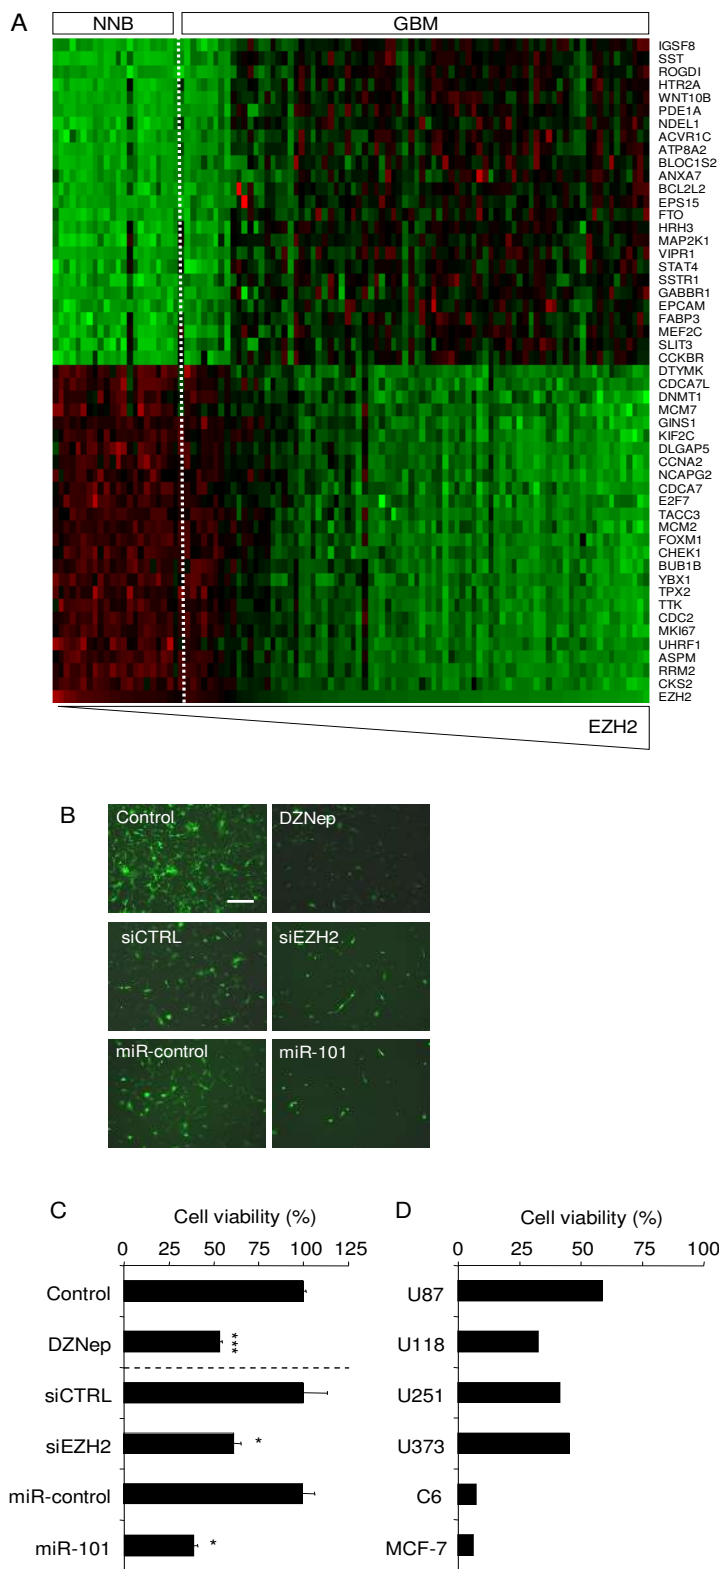 A
NNB
GBM
IGSF8
SST
ROGDI
HTR2A
WNT10B
PDE1A
NDEL1
ACVR1C
ATP8A2
BLOC1S2
ANXA7
BCL2L2
EPS15
FTO
HRH3
MAP2K1
VIPR1
STAT4
SSTR1
GABBR1
EPCAM
FABP3
MEF2C
SLIT3
CCKBR
DTYMK
CDCA7L
DNMT1
MCM7
GINS1
KIF2C
DLGAP5
CCNA2
NCAPG2
CDCA7
E2F7
TACC3
MCM2
FOXM1
CHEK1
BUB1B
YBX1
TPX2
TTK
CDC2
MKI67
UHRF1
ASPM
RRM2
CKS2
EZH2
EZH2
B
Control
DZNep
siCTRL
siEZH2
miR-control
miR-101
C
Cell viability (%)
0 25 50 75 100 125
Control
DZNep ***
siCTRL
siEZH2 *
miR-control
miR-101 *
D
Cell viability (%)
0 25 50 75 100
U87
U118
U251
U373
C6
MCF-7